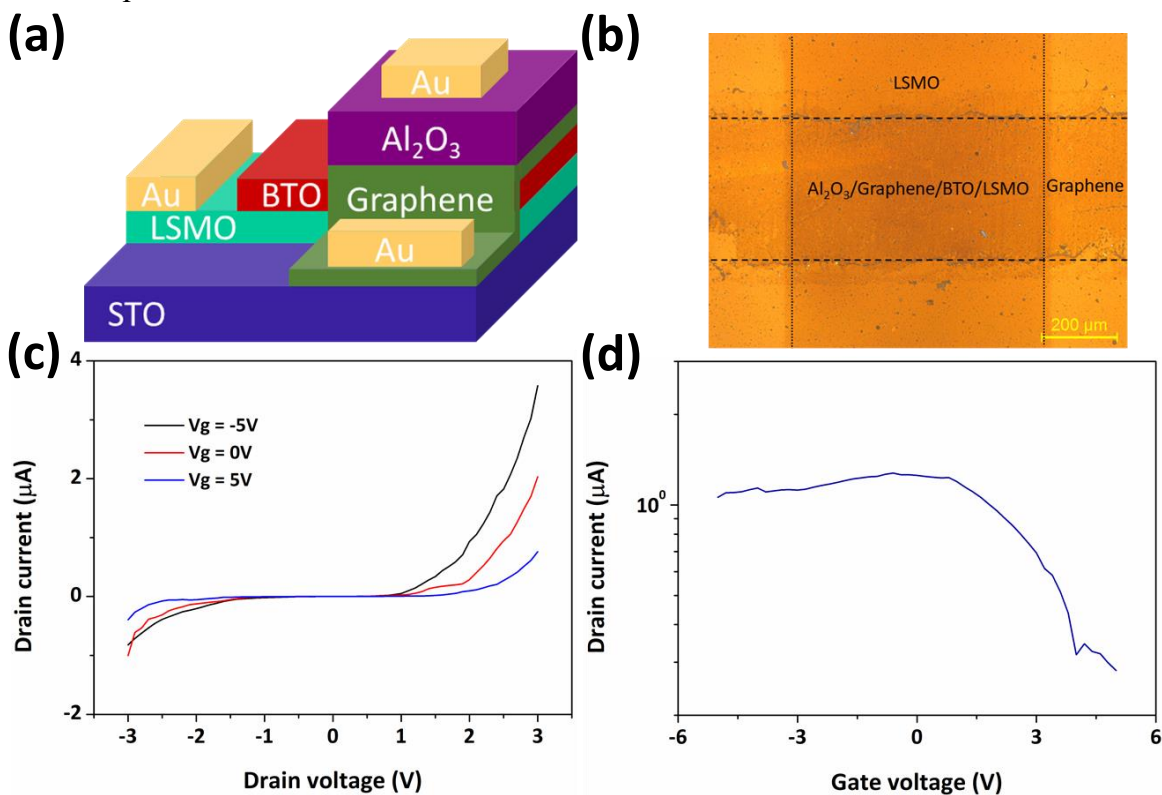 (a)
Au
Al₂O₃
Au
BTO
Graphene
LSMO
Au
STO
(b)
LSMO
Al₂O₃/Graphene/BTO/LSMO
Graphene
200 µm
(c)
4
2
0
-2
Drain current (µA)
Vg = -5V
Vg = 0V
Vg = 5V
-3 -2 -1 0 1 2 3
Drain voltage (V)
(d)
10⁰
Drain current (µA)
-6 -3 0 3 6
Gate voltage (V)